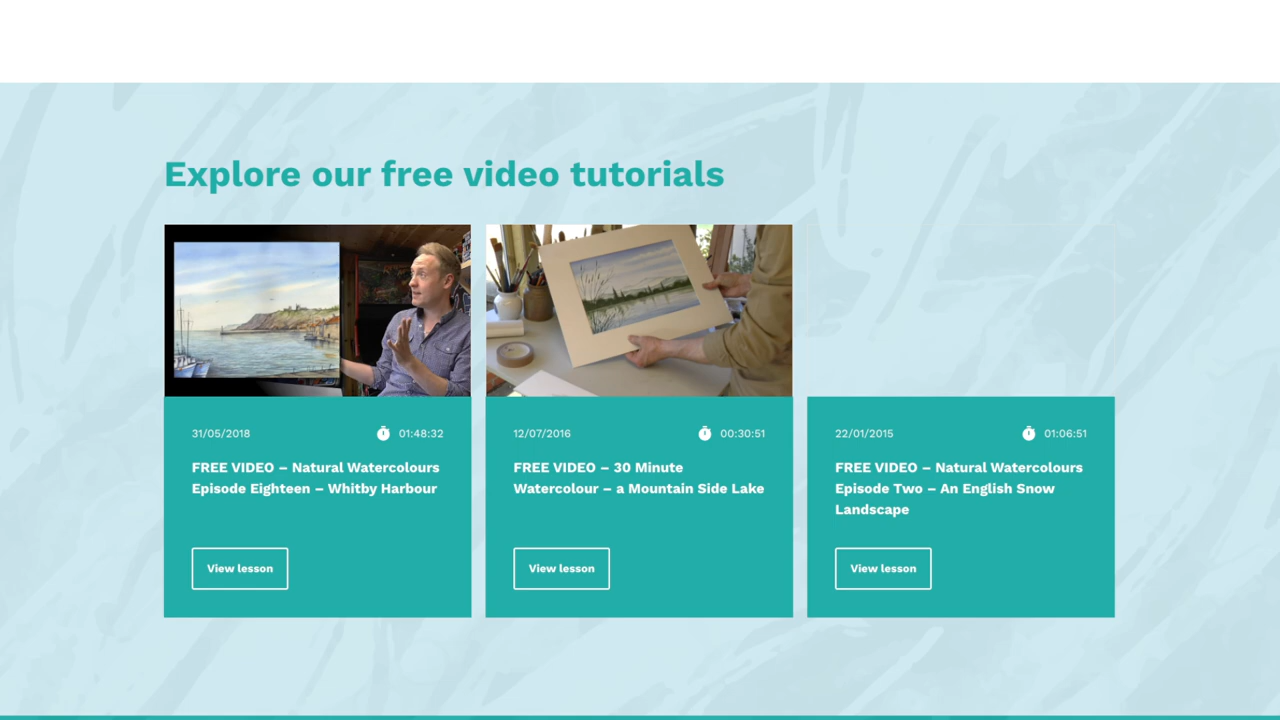 Explore our free video tutorials
31/05/2018
01:48:32
FREE VIDEO – Natural Watercolours
Episode Eighteen – Whitby Harbour
View lesson
12/07/2016
00:30:51
FREE VIDEO – 30 Minute
Watercolour – a Mountain Side Lake
View lesson
22/01/2015
01:06:51
FREE VIDEO – Natural Watercolours
Episode Two – An English Snow
Landscape
View lesson